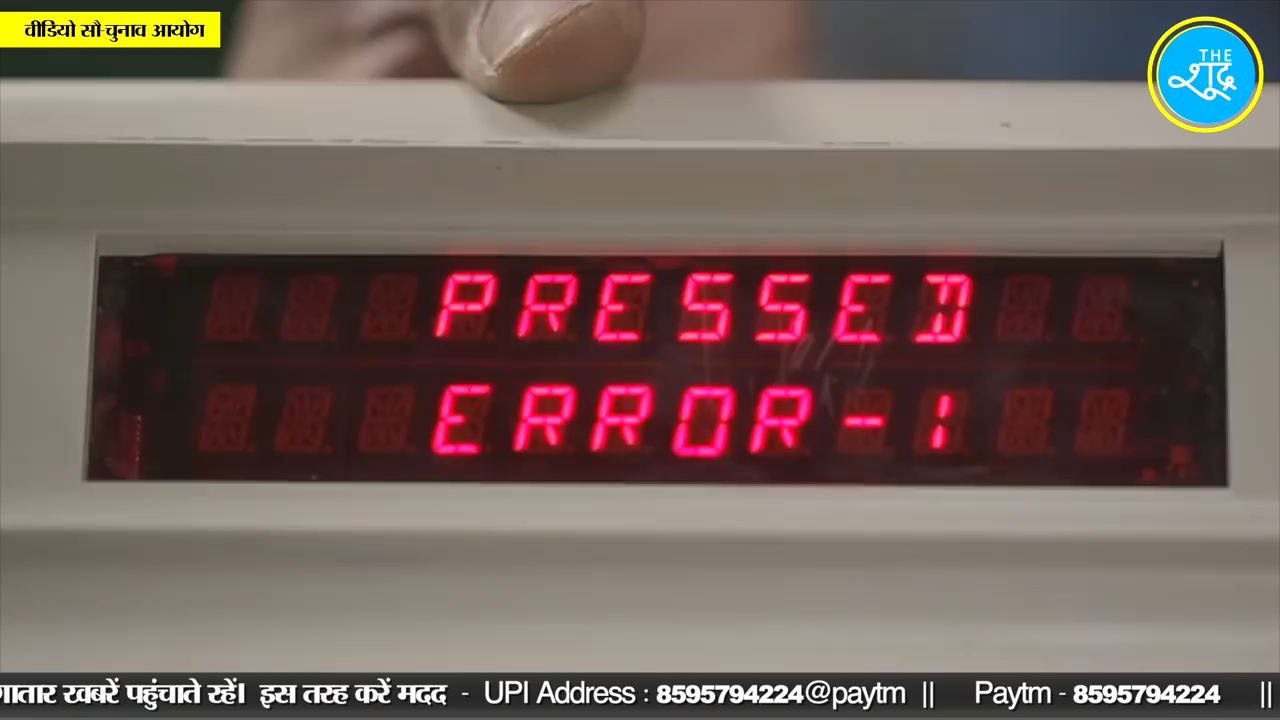 वीडियो सौ-चुनाव आयोग
THE
शूद्र
PRESSED
ERROR-1
गातार खबरें पहुंचाते रहें। इस तरह करें मदद - UPI Address : 8595794224@paytm || Paytm - 8595794224 ||